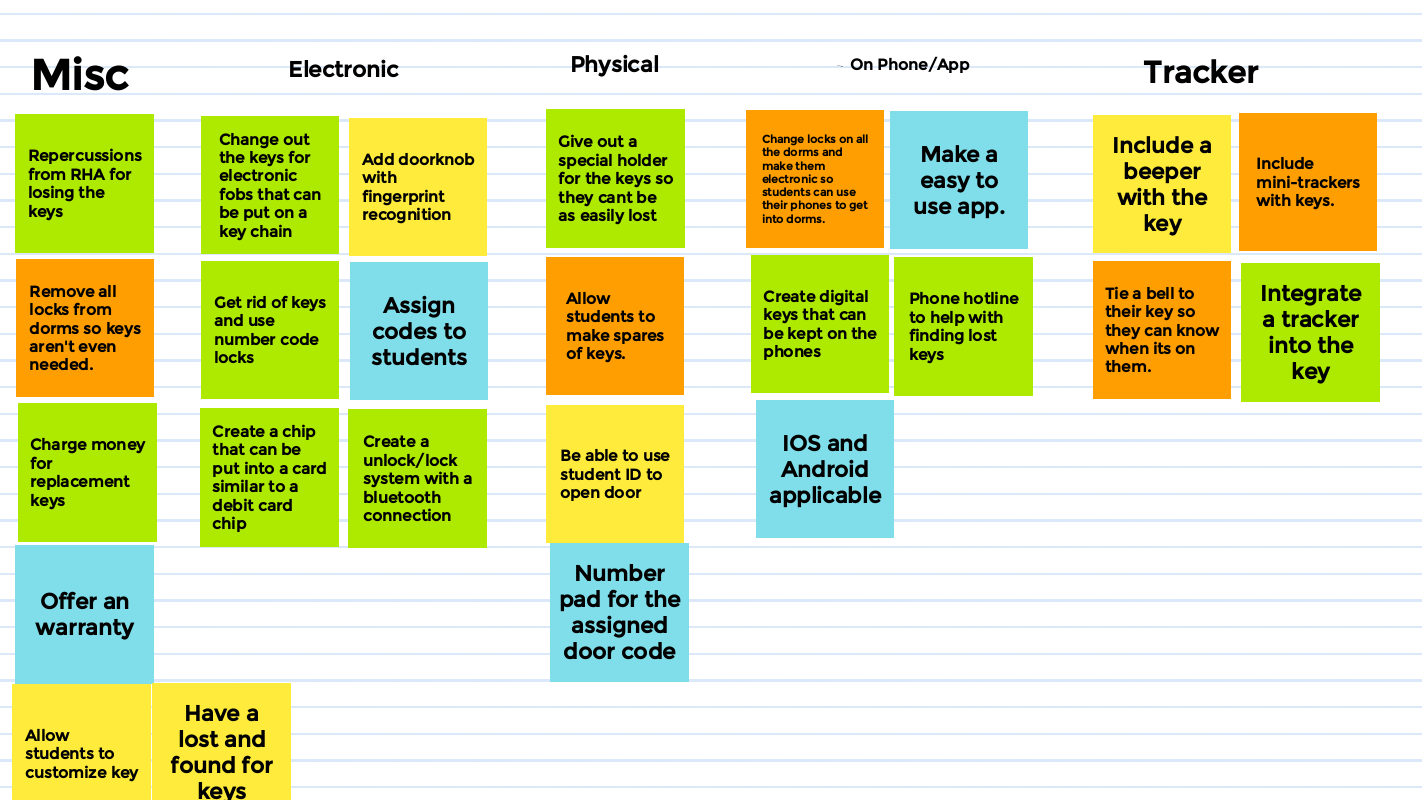 Misc
Electronic
Physical
On Phone/App
Tracker
Repercussions
from RHA for
losing the
keys
Change out
the keys for
electronic
fobs that can
be put on a
key chain
Add doorknob
with
fingerprint
recognition
Give out a
special holder
for the keys so
they cant be
as easily lost
Change locks on all
the dorms and
make them
electronic so
students can use
their phones to get
into dorms.
Make a
easy to
use app.
Include a
beeper
with the
key
Include
mini-trackers
with keys.
Remove all
locks from
dorms so keys
aren't even
needed.
Get rid of keys
and use
number code
locks
Assign
codes to
students
Allow
students to
make spares
of keys.
Create digital
keys that can
be kept on the
phones
Phone hotline
to help with
finding lost
keys
Tie a bell to
their key so
they can know
when its on
them.
Integrate
a tracker
into the
key
Charge money
for
replacement
keys
Create a chip
that can be
put into a card
similar to a
debit card
chip
Create a
unlock/lock
system with a
bluetooth
connection
Be able to use
student ID to
open door
IOS and
Android
applicable
Offer an
warranty
Number
pad for the
assigned
door code
Allow
students to
customize key
Have a
lost and
found for
keys